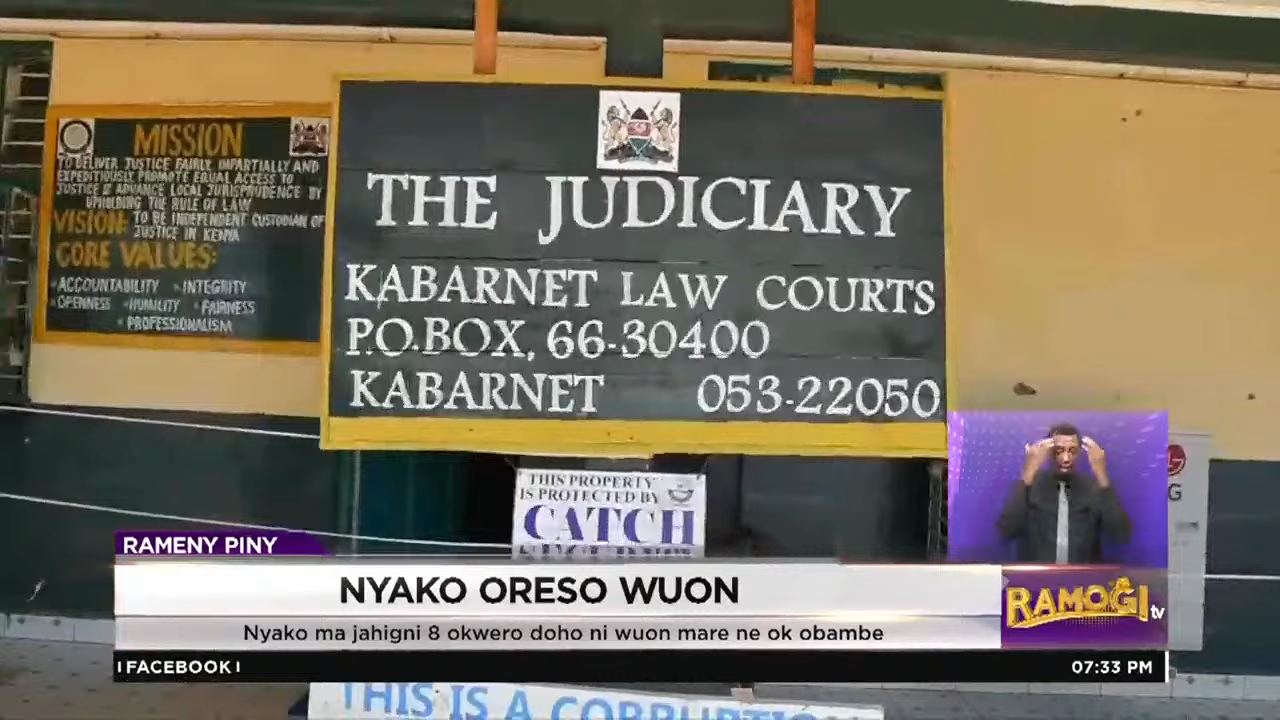 MISSION
TO DELIVER JUSTICE FAIRLY, IMPARTIALLY AND
EXPEDITIOUSLY, PROMOTE EQUAL ACCESS TO
JUSTICE & ADVANCE LOCAL JURISPRUDENCE BY
UPHOLDING THE RULE OF LAW
VISION: TO BE INDEPENDENT CUSTODIAN OF
JUSTICE IN KENYA
CORE VALUES:
ACCOUNTABILITY INTEGRITY
OPENNESS HUMILITY FAIRNESS
PROFESSIONALISM
THE JUDICIARY
KABARNET LAW COURTS
P.O.BOX, 66-30400
KABARNET 053-22050
THIS PROPERTY
IS PROTECTED BY
CATCH
RAMENY PINY
NYAKO ORESO WUON
Nyako ma jahigni 8 okwero doho ni wuon mare ne ok obambe
RAMOGI tv
FACEBOOK
07:33 PM
THIS IS A CORRUPTION